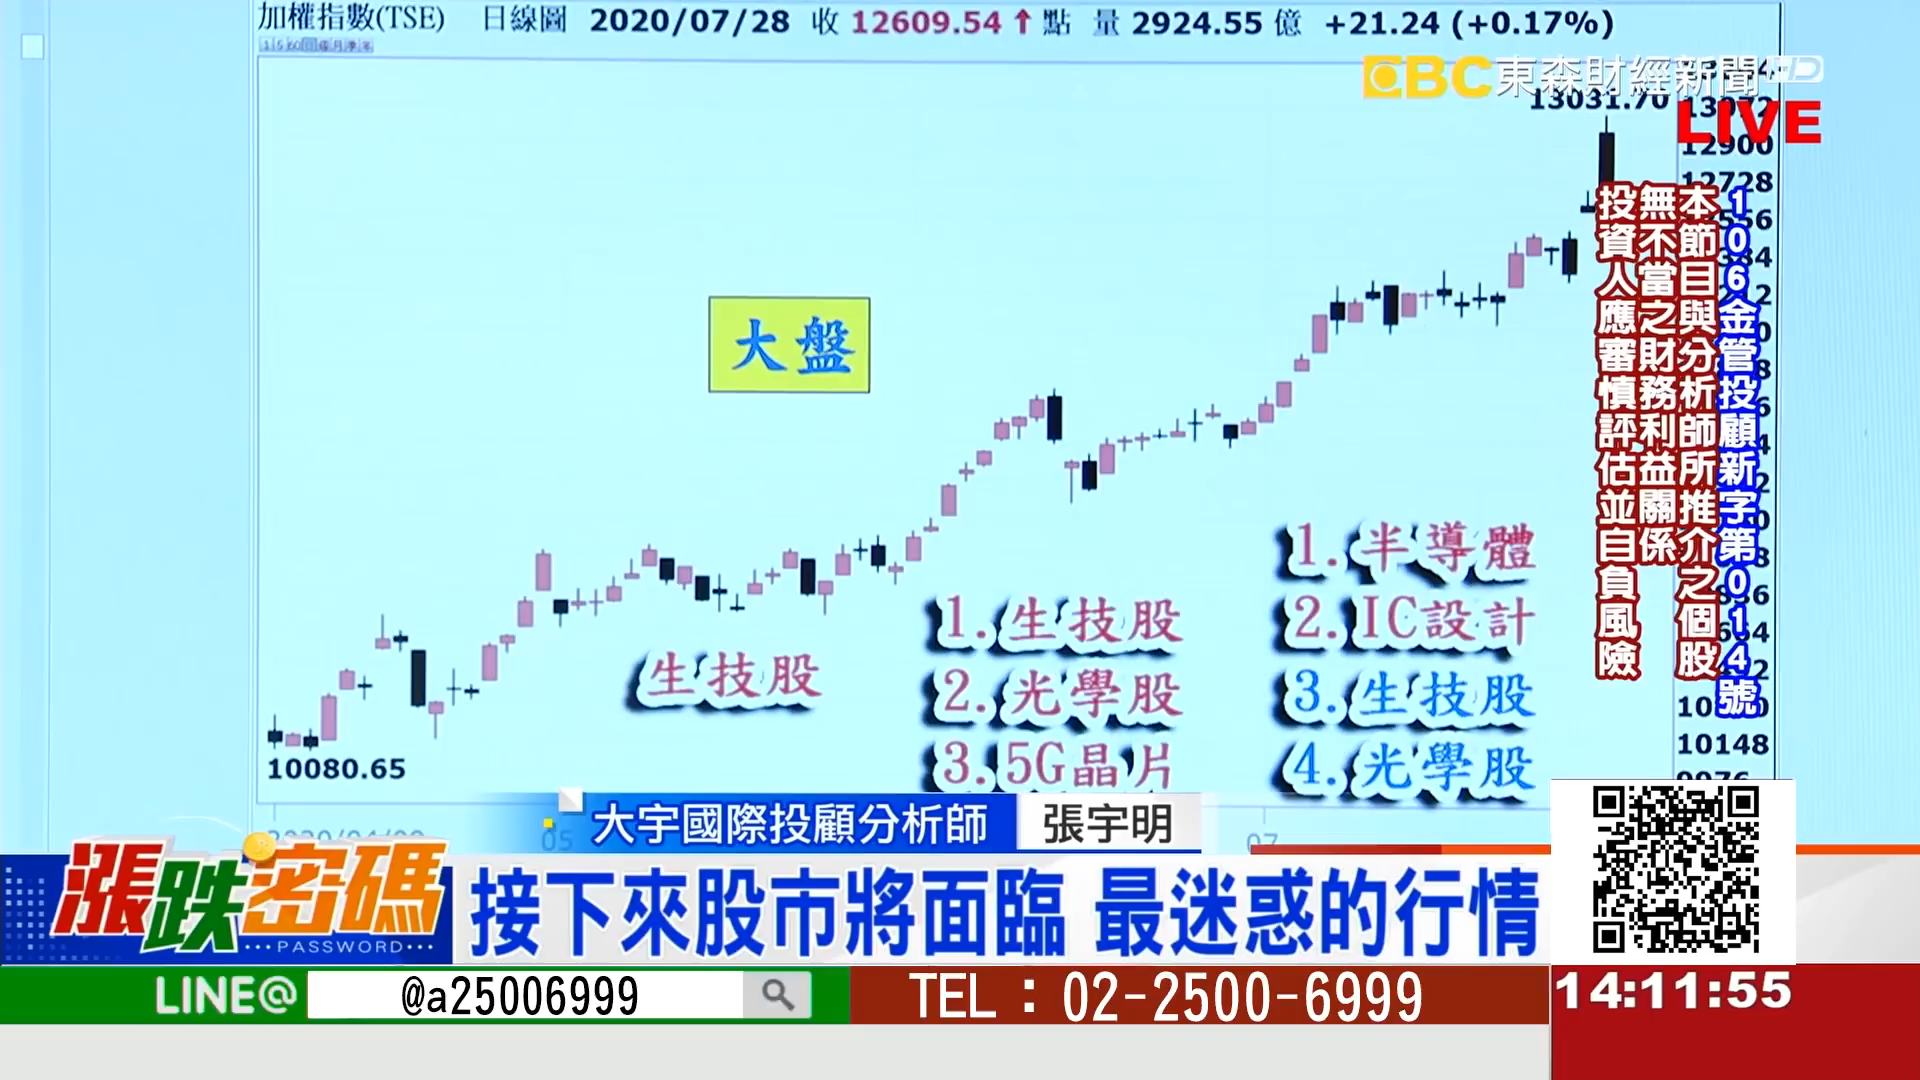 加權指數(TSE) 日線圖 2020/07/28 收 12609.54 ↑ 點 量 2924.55 億 +21.24 (+0.17%)
EBC 東森財經新聞 HD
LIVE
13031.70
13072
12900
12728
大盤
106金管投顧新字第014號
本節目與分析師所推介之個股
無不當之財務利益關係
投資人應審慎評估並自負風險
生技股
1.生技股
2.光學股
3.5G晶片
1.半導體
2.IC設計
3.生技股
4.光學股
10080.65
10148
05
07
大宇國際投顧分析師 張宇明
漲跌密碼
PASSWORD
接下來股市將面臨 最迷惑的行情
LINE@ @a25006999
TEL：02-2500-6999
14:11:55